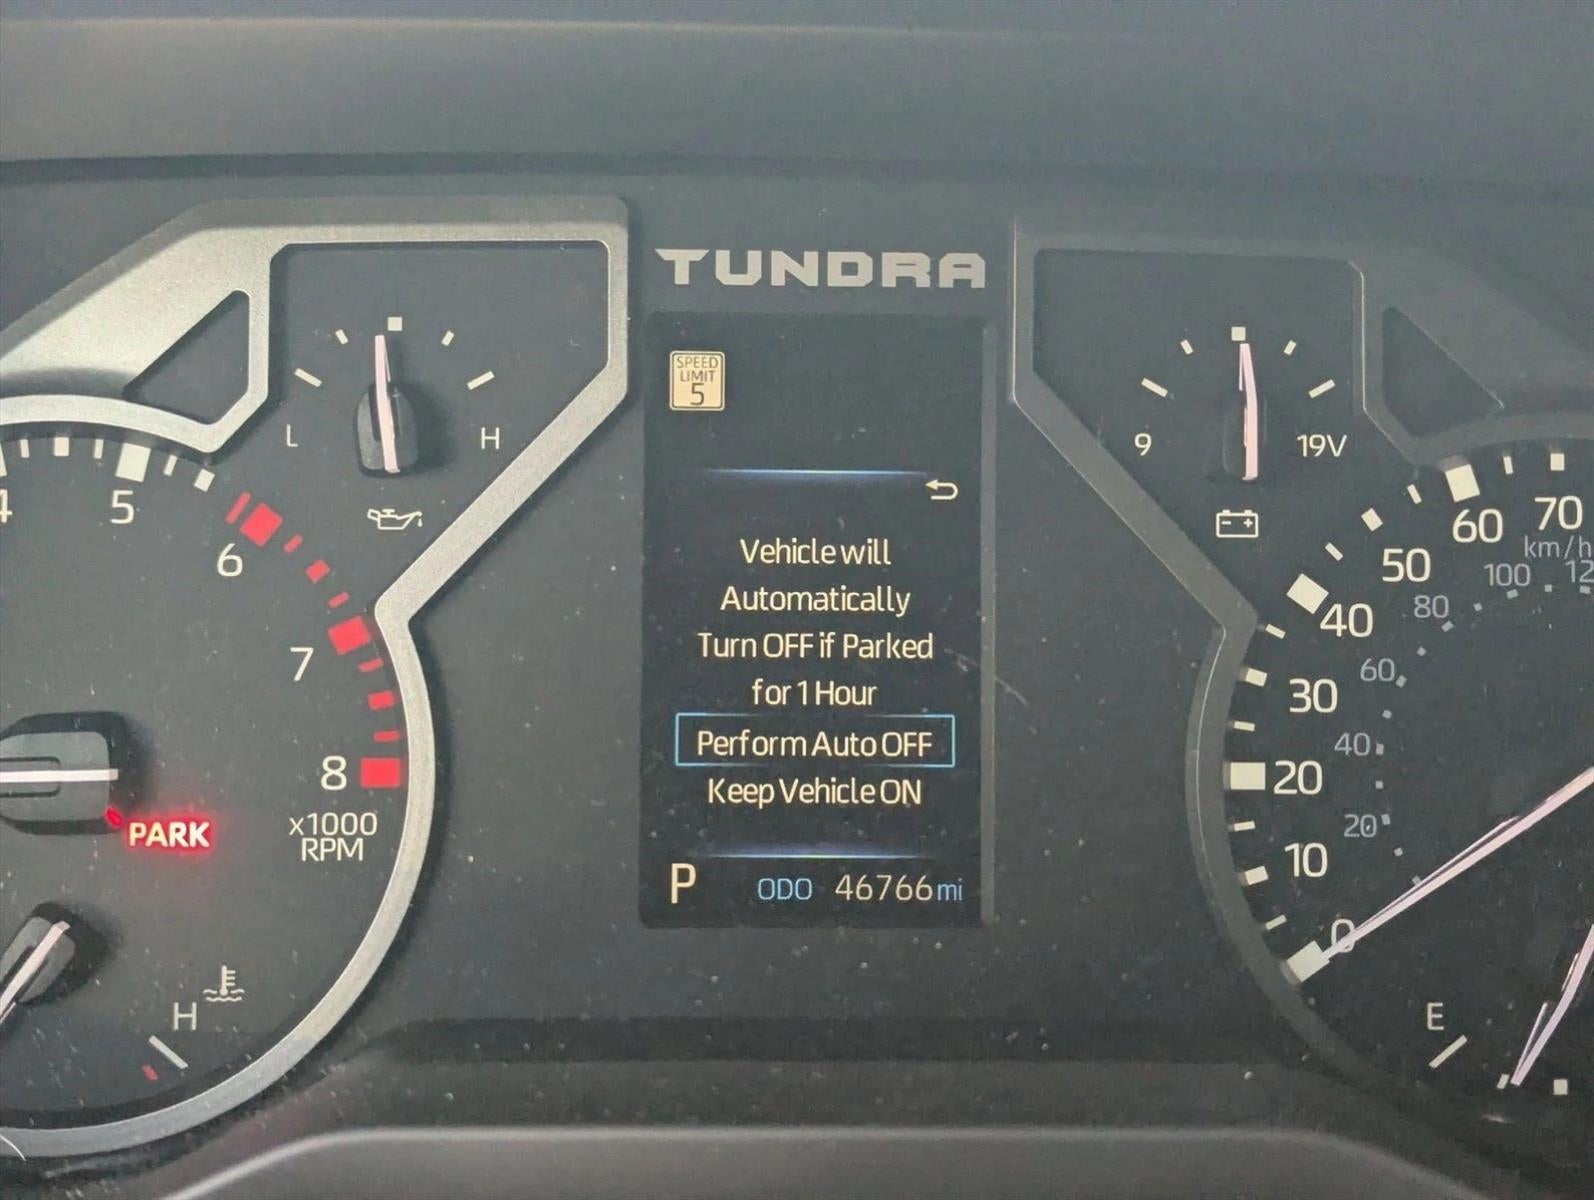 TUNDRA
SPEED
LIMIT
5
L
H
9
19V
4
5
6
7
8
x1000
RPM
PARK
H
Vehicle will
Automatically
Turn OFF if Parked
for 1 Hour
Perform Auto OFF
Keep Vehicle ON
P ODO 46766 mi
70
60
50
40
30
20
10
0
km/h
100
80
60
40
20
E